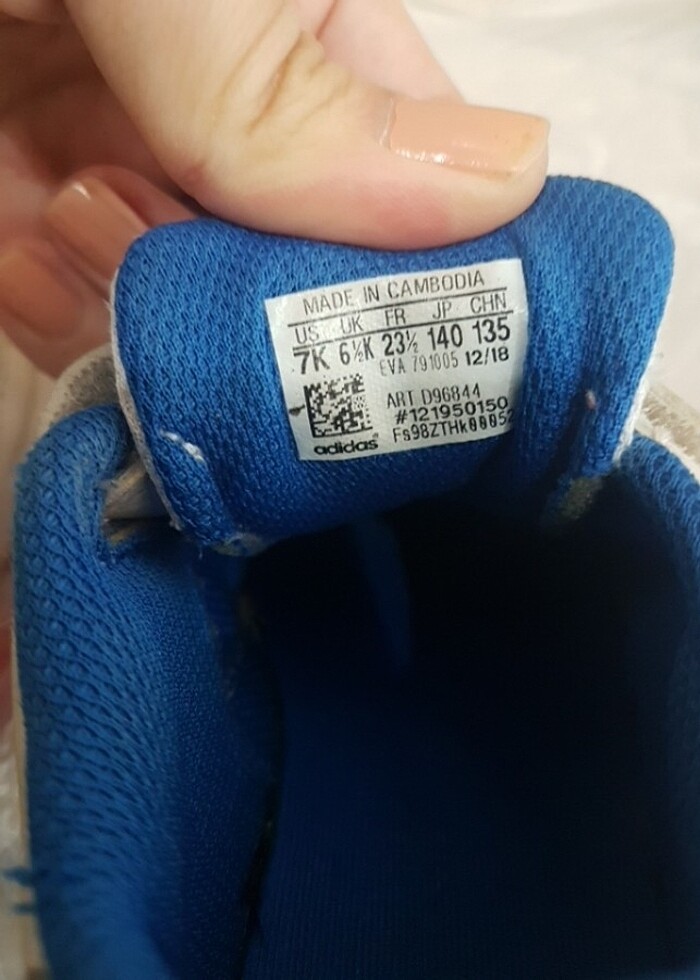 MADE IN CAMBODIA
US UK FR JP CHN
7K 6½K 23½ 140 135
EVA 791005 12/18
ART D96844
#121950150
adidas